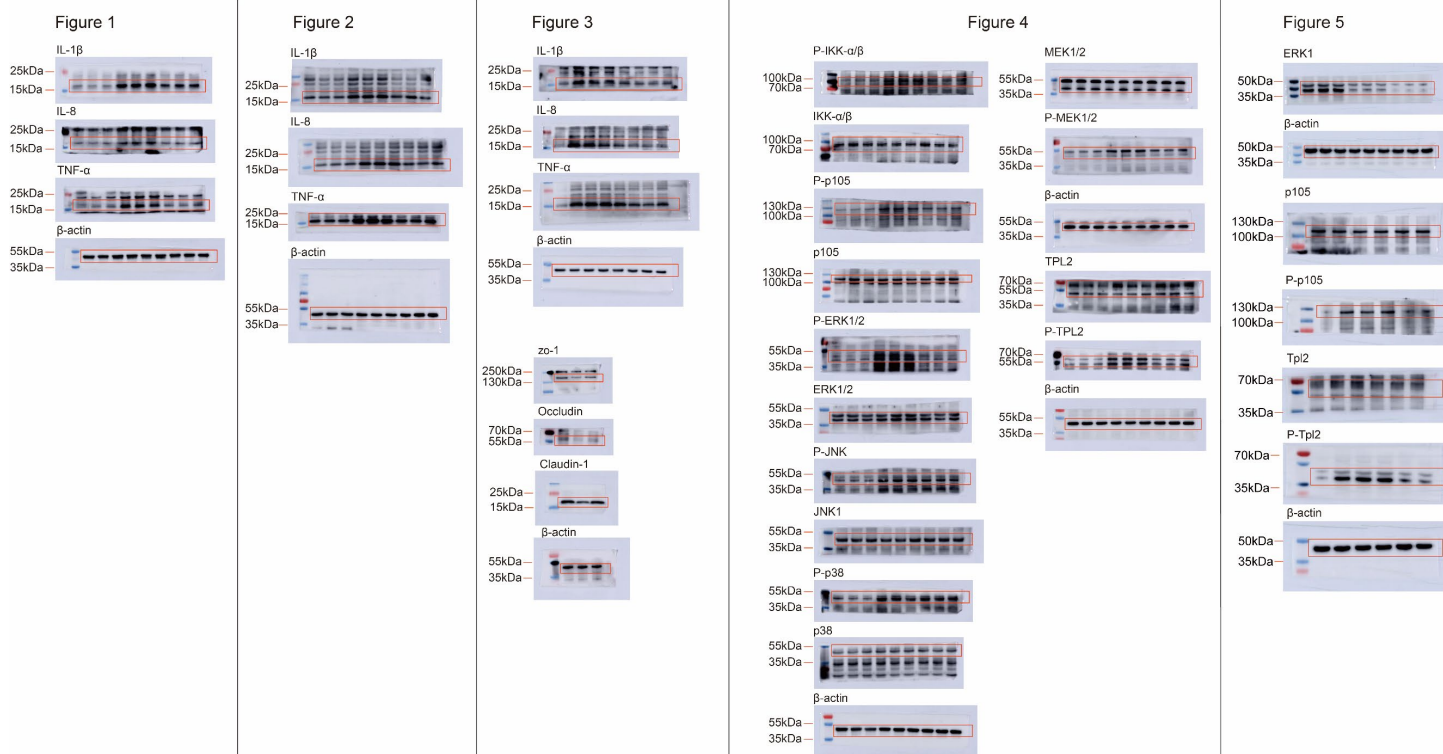 Figure 1
IL-1β
25kDa
15kDa
IL-8
25kDa
15kDa
TNF-α
25kDa
15kDa
β-actin
55kDa
35kDa
Figure 2
IL-1β
25kDa
15kDa
IL-8
25kDa
15kDa
TNF-α
25kDa
15kDa
β-actin
55kDa
35kDa
Figure 3
IL-1β
25kDa
15kDa
IL-8
25kDa
15kDa
TNF-α
15kDa
β-actin
55kDa
35kDa
zo-1
250kDa
130kDa
Occludin
70kDa
55kDa
Claudin-1
25kDa
15kDa
β-actin
55kDa
35kDa
Figure 4
P-IKK-α/β
100kDa
70kDa
IKK-α/β
100kDa
70kDa
P-p105
130kDa
100kDa
p105
130kDa
100kDa
P-ERK1/2
55kDa
35kDa
ERK1/2
55kDa
35kDa
P-JNK
55kDa
35kDa
JNK1
55kDa
35kDa
P-p38
55kDa
35kDa
p38
55kDa
35kDa
β-actin
55kDa
35kDa
MEK1/2
55kDa
35kDa
P-MEK1/2
55kDa
35kDa
β-actin
55kDa
35kDa
TPL2
70kDa
55kDa
35kDa
P-TPL2
70kDa
55kDa
β-actin
55kDa
35kDa
Figure 5
ERK1
50kDa
35kDa
β-actin
50kDa
35kDa
p105
130kDa
100kDa
P-p105
130kDa
100kDa
Tpl2
70kDa
35kDa
P-Tpl2
70kDa
35kDa
β-actin
50kDa
35kDa